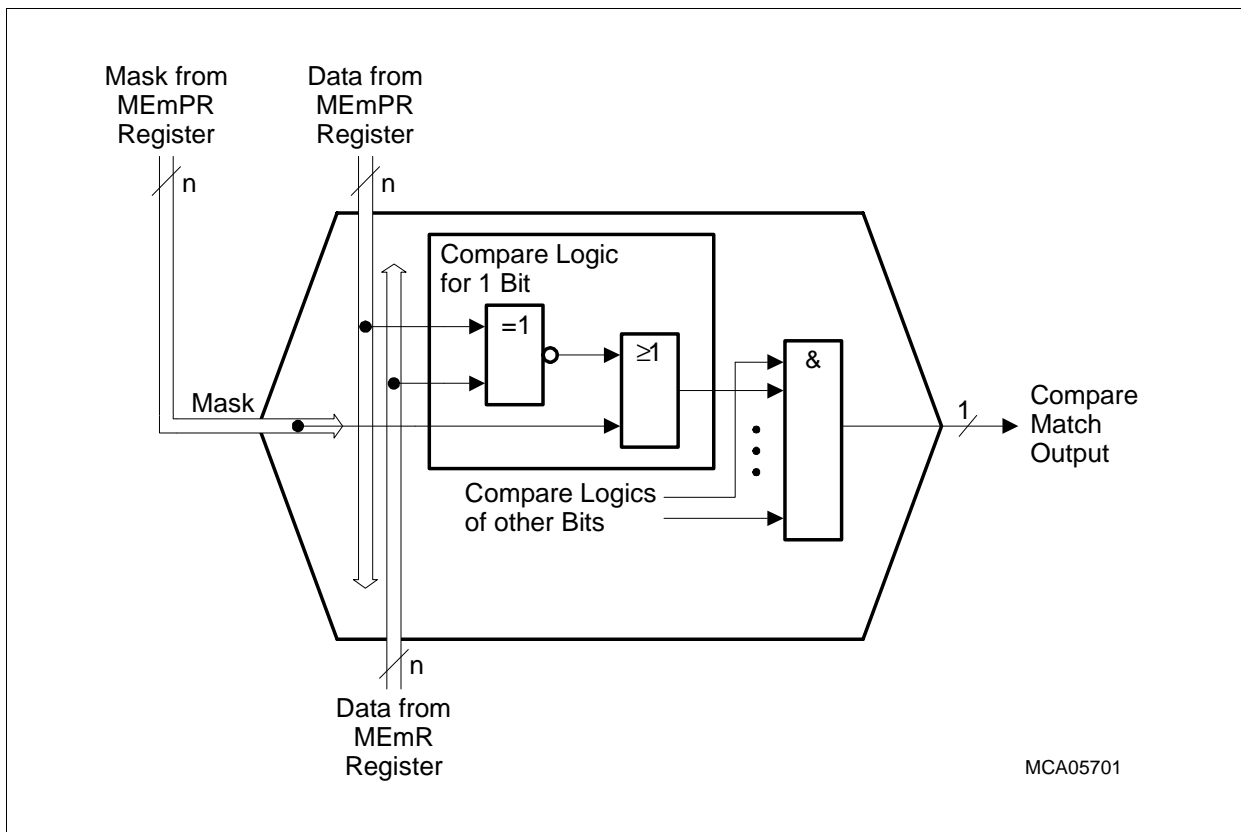 Mask from
MEmPR
Register
Data from
MEmPR
Register
n
n
Compare Logic
for 1 Bit
=1
≥1
&
Mask
1
Compare
Match
Output
Compare Logics
of other Bits
n
Data from
MEmR
Register
MCA05701